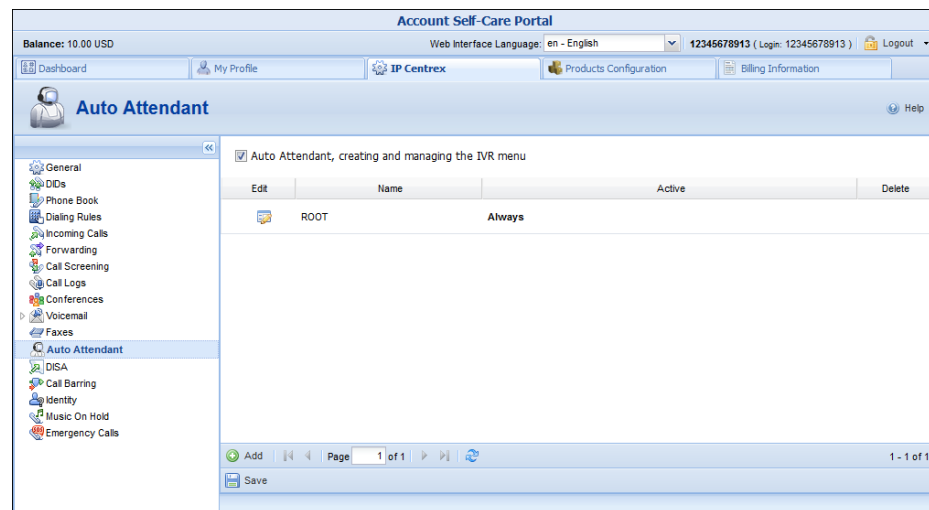 Account Self-Care Portal
Balance: 10.00 USD Web Interface Language: en - English 12345678913 ( Login: 12345678913 ) Logout
Dashboard My Profile IP Centrex Products Configuration Billing Information
Auto Attendant Help
General
DIDs
Phone Book
Dialing Rules
Incoming Calls
Forwarding
Call Screening
Call Logs
Conferences
Voicemail
Faxes
Auto Attendant
DISA
Call Barring
Identity
Music On Hold
Emergency Calls
Auto Attendant, creating and managing the IVR menu
Edit Name Active Delete
ROOT Always
Add Page 1 of 1 1 - 1 of 1
Save